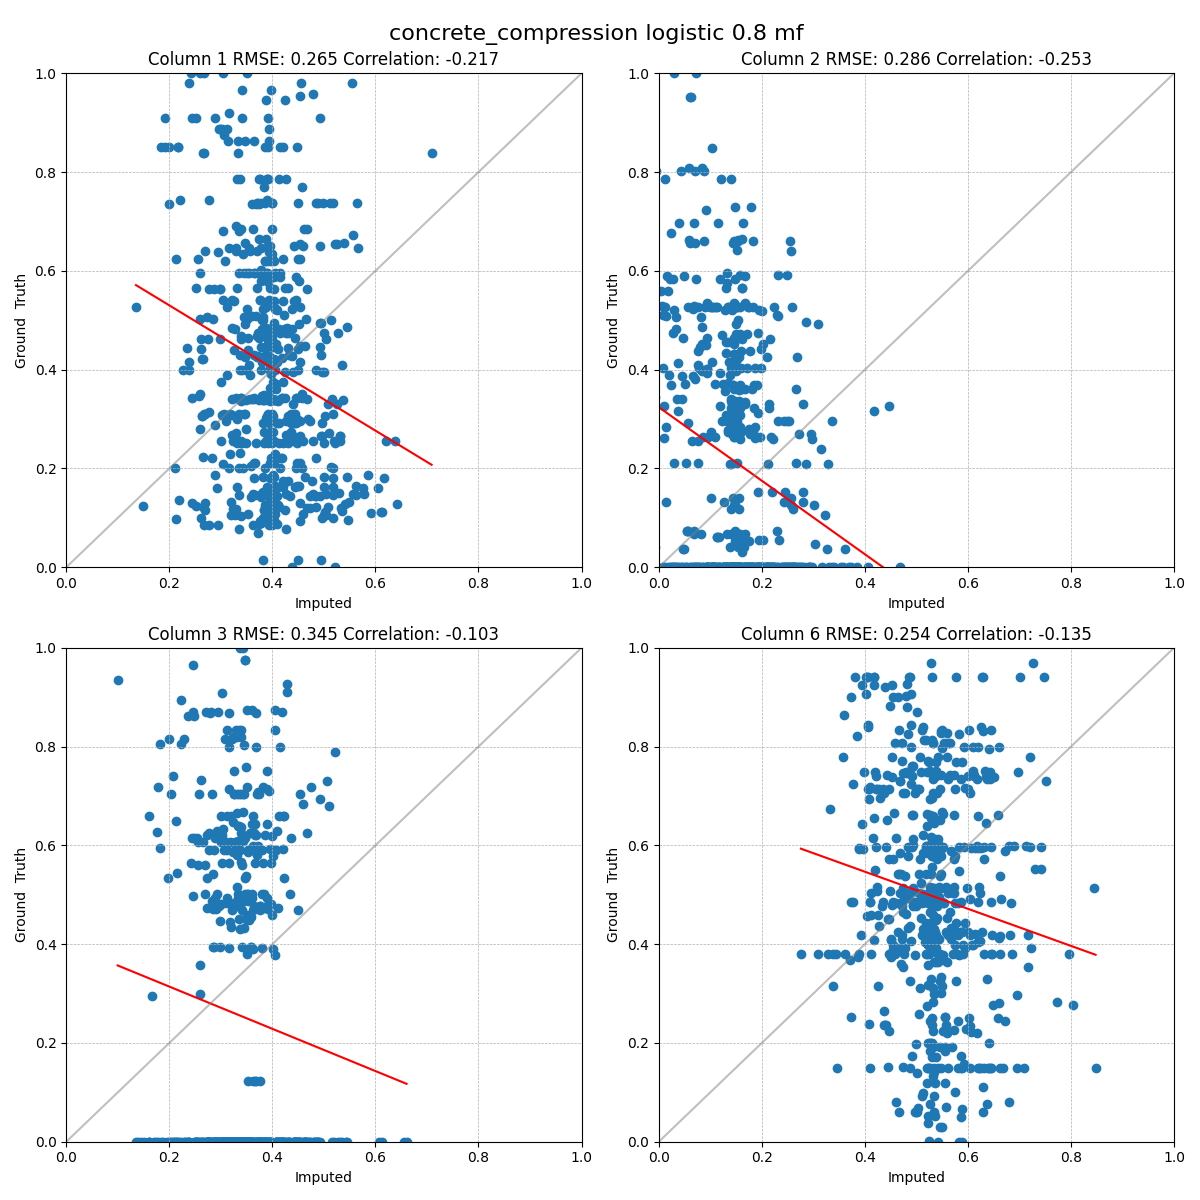 concrete_compression logistic 0.8 mf
Column 1 RMSE: 0.265 Correlation: -0.217
1.0
0.8
0.6
0.4
0.2
0.0
Ground Truth
0.0 0.2 0.4 0.6 0.8 1.0
Imputed
Column 2 RMSE: 0.286 Correlation: -0.253
1.0
0.8
0.6
0.4
0.2
0.0
Ground Truth
0.0 0.2 0.4 0.6 0.8 1.0
Imputed
Column 3 RMSE: 0.345 Correlation: -0.103
1.0
0.8
0.6
0.4
0.2
0.0
Ground Truth
0.0 0.2 0.4 0.6 0.8 1.0
Imputed
Column 6 RMSE: 0.254 Correlation: -0.135
1.0
0.8
0.6
0.4
0.2
0.0
Ground Truth
0.0 0.2 0.4 0.6 0.8 1.0
Imputed